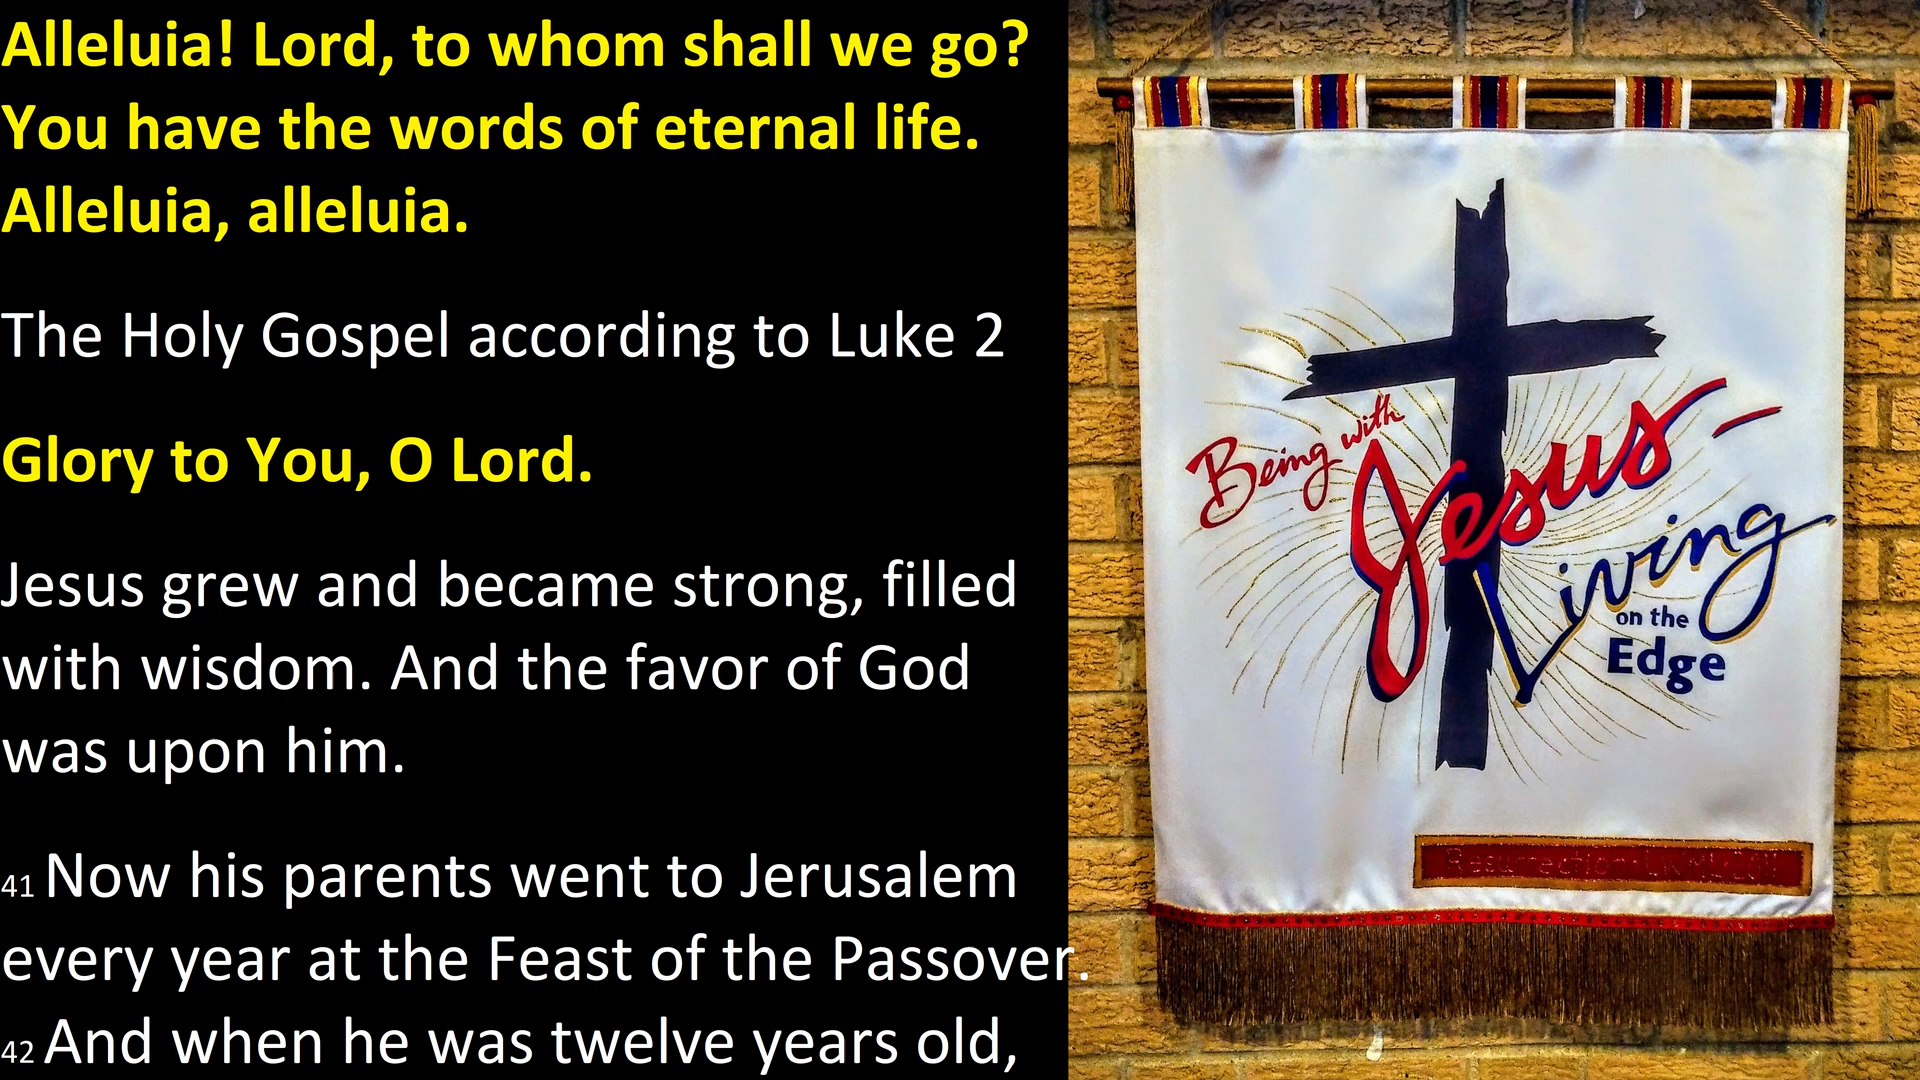 Alleluia! Lord, to whom shall we go?
You have the words of eternal life.
Alleluia, alleluia.
The Holy Gospel according to Luke 2
Glory to You, O Lord.
Jesus grew and became strong, filled
with wisdom. And the favor of God
was upon him.
41 Now his parents went to Jerusalem
every year at the Feast of the Passover.
42 And when he was twelve years old,
Being with
Jesus-
Living
on the
Edge
Resurrection